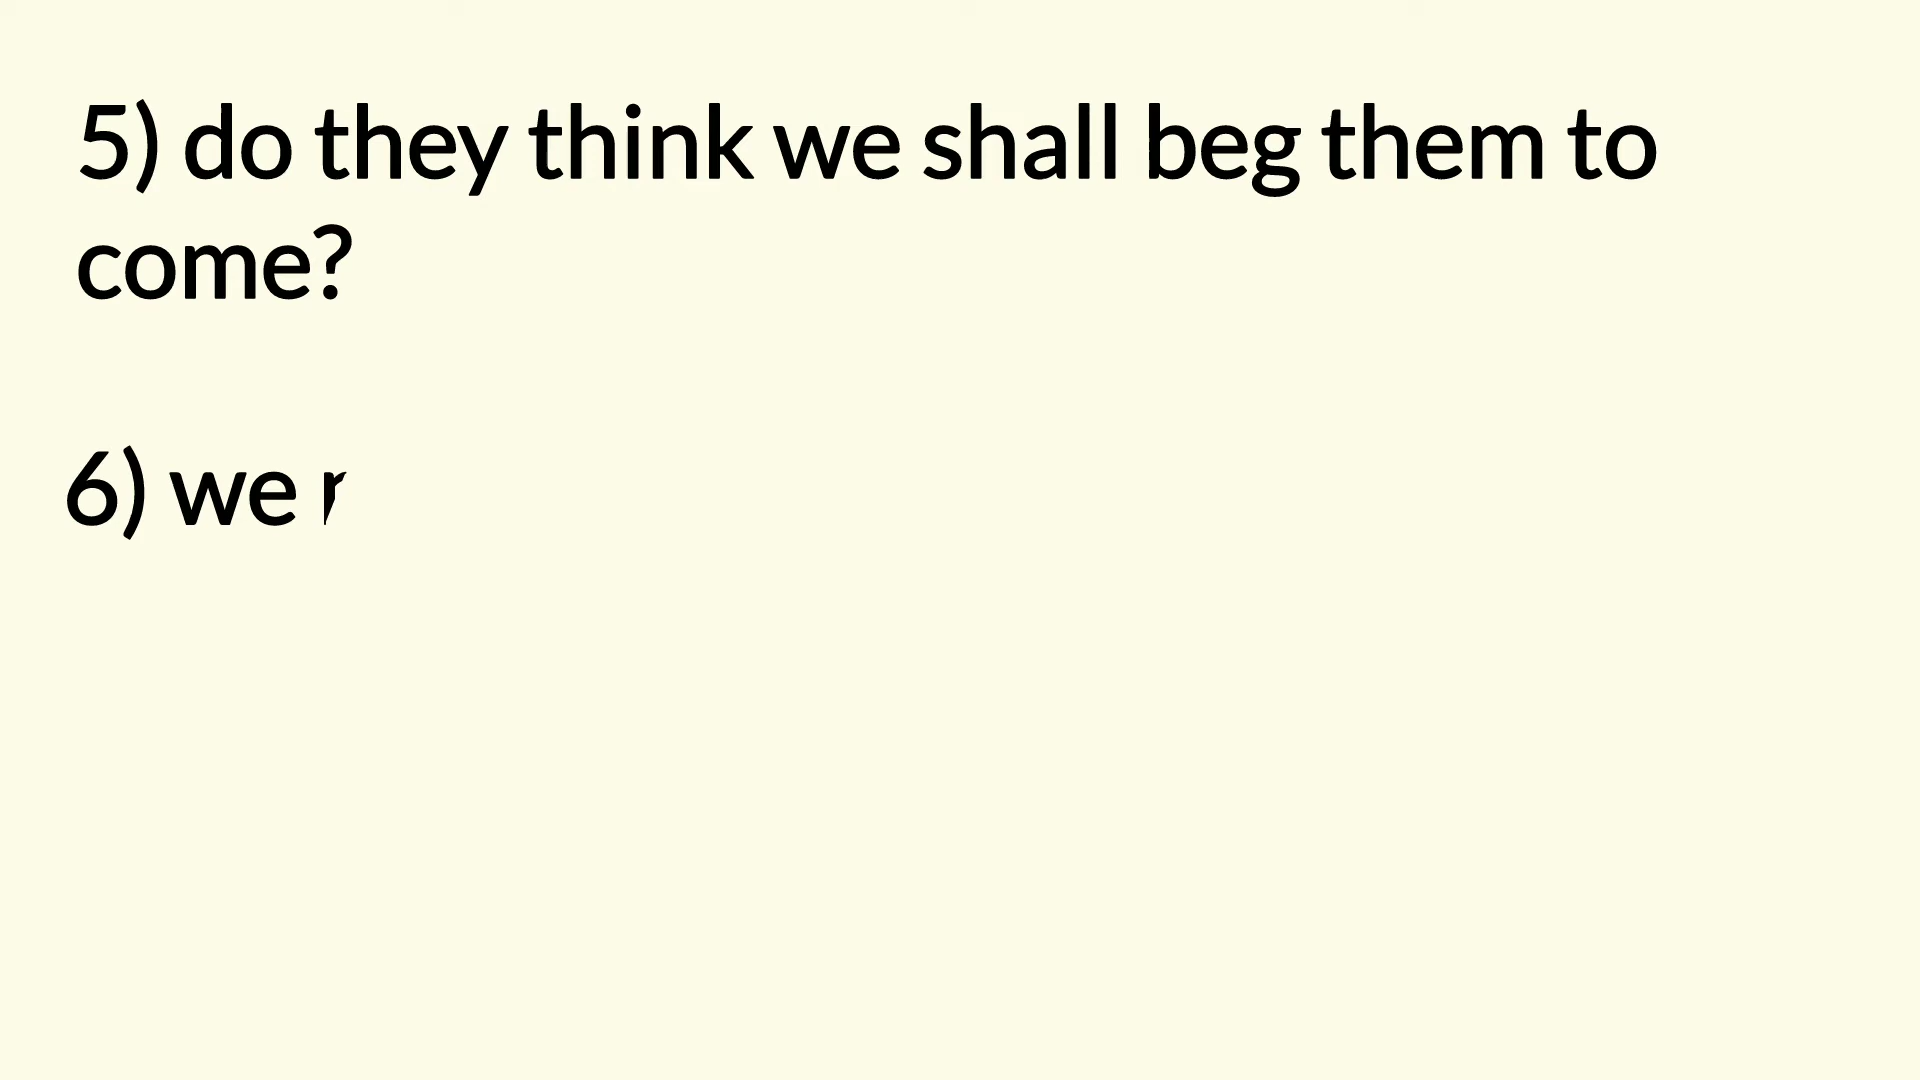 5) do they think we shall beg them to
come?
6) we